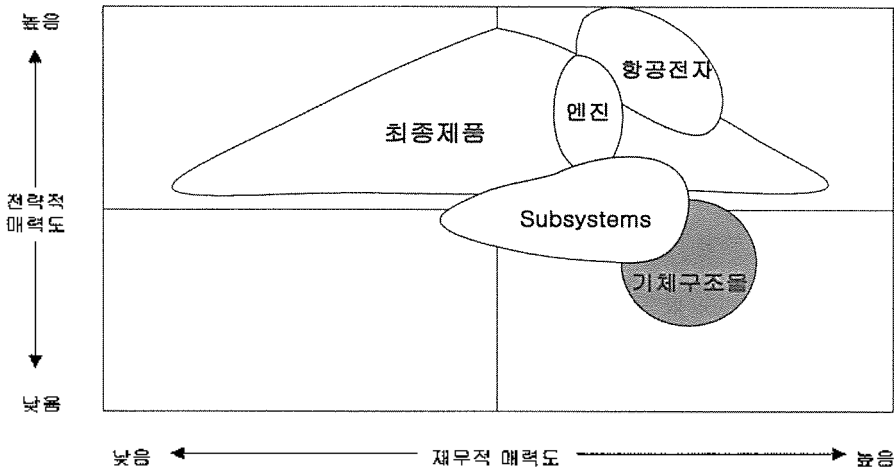 높음
항공전자
엔진
최종제품
전략적
매력도
Subsystems
기체구조물
낮음
낮음
재무적 매력도
높음